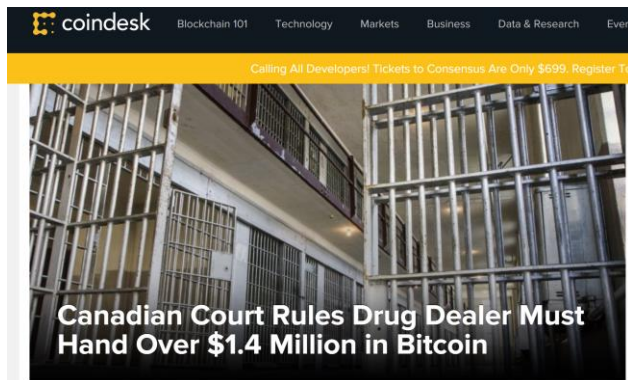 coindesk
Blockchain 101 Technology Markets Business Data & Research
Calling All Developers! Tickets to Consensus Are Only $699. Register
Canadian Court Rules Drug Dealer Must
Hand Over $1.4 Million in Bitcoin